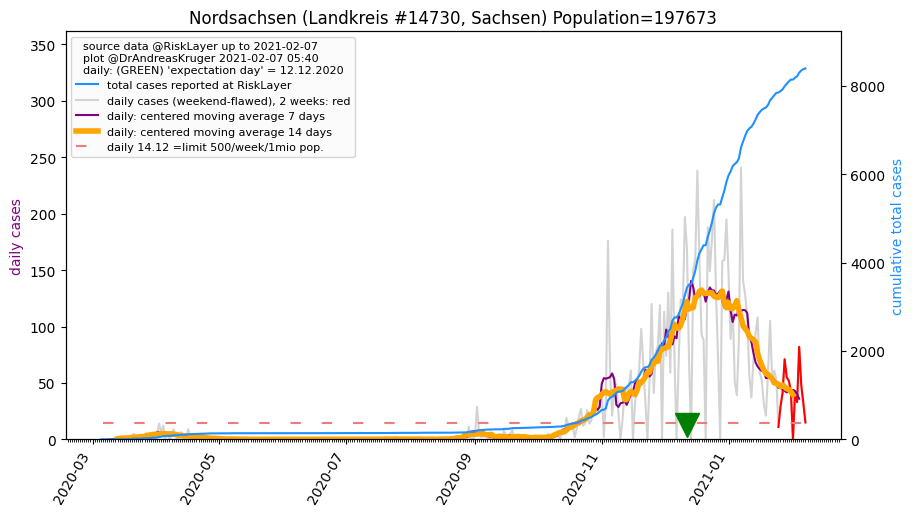 Nordsachsen (Landkreis #14730, Sachsen) Population=197673
source data @RiskLayer up to 2021-02-07
plot @DrAndreasKruger 2021-02-07 05:40
daily: (GREEN) 'expectation day' = 12.12.2020
total cases reported at RiskLayer
daily cases (weekend-flawed), 2 weeks: red
daily: centered moving average 7 days
daily: centered moving average 14 days
daily 14.12 =limit 500/week/1mio pop.
daily cases
350
300
250
200
150
100
50
0
cumulative total cases
8000
6000
4000
2000
0
2020-03
2020-05
2020-07
2020-09
2020-11
2021-01